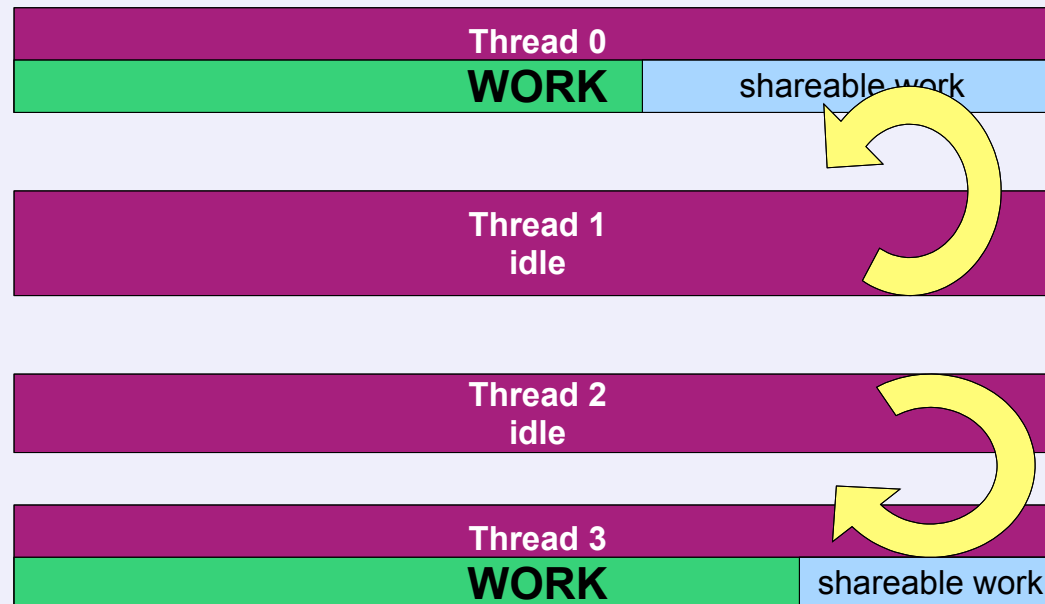 Thread 0
WORK
shareable work
Thread 1
idle
Thread 2
idle
Thread 3
WORK
shareable work